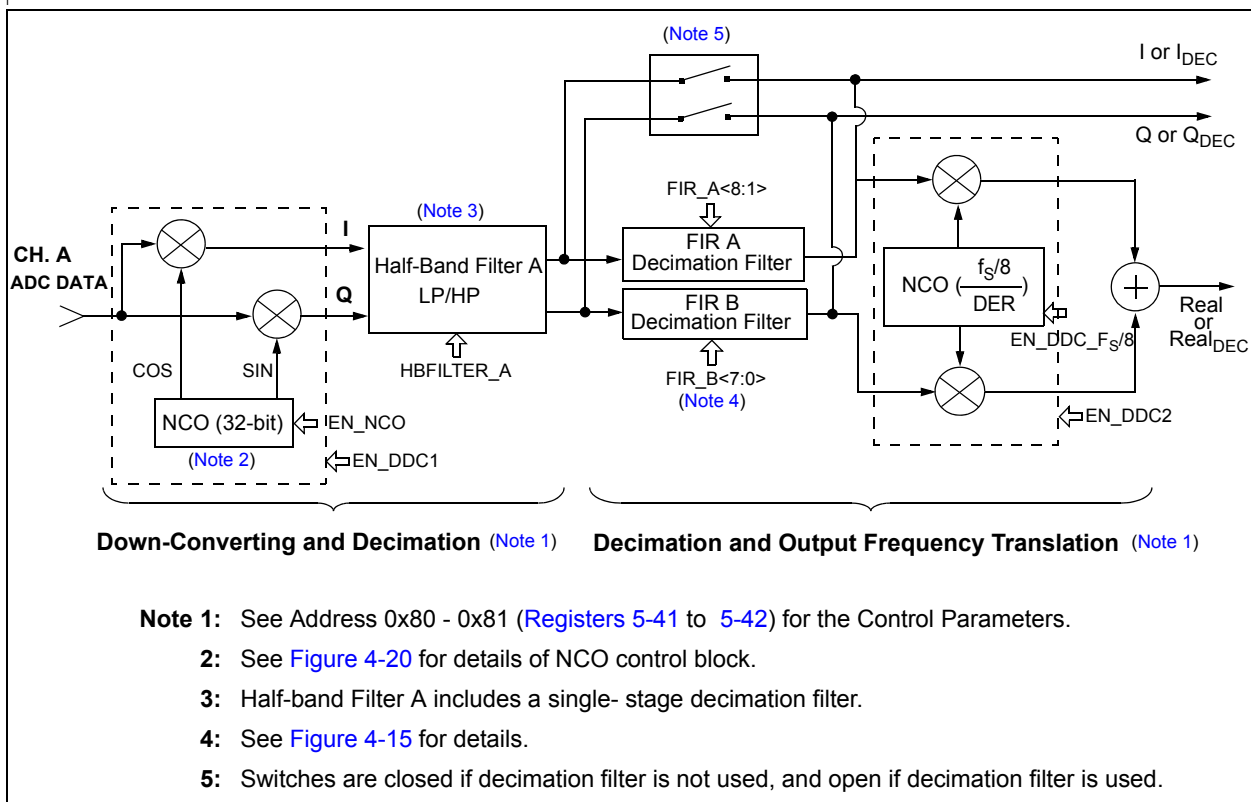 (Note 5)
I or I_DEC
Q or Q_DEC
FIR_A<8:1>
(Note 3)
I
CH. A
ADC DATA
Half-Band Filter A
LP/HP
FIR A
Decimation Filter
NCO (f_S/8 / DER)
Q
FIR B
Decimation Filter
Real
or
Real_DEC
EN_DDC_F_S/8
COS
SIN
HBFILTER_A
FIR_B<7:0>
(Note 4)
NCO (32-bit)
EN_NCO
EN_DDC2
(Note 2)
EN_DDC1
Down-Converting and Decimation (Note 1)
Decimation and Output Frequency Translation (Note 1)
Note 1: See Address 0x80 - 0x81 (Registers 5-41 to 5-42) for the Control Parameters.
2: See Figure 4-20 for details of NCO control block.
3: Half-band Filter A includes a single- stage decimation filter.
4: See Figure 4-15 for details.
5: Switches are closed if decimation filter is not used, and open if decimation filter is used.